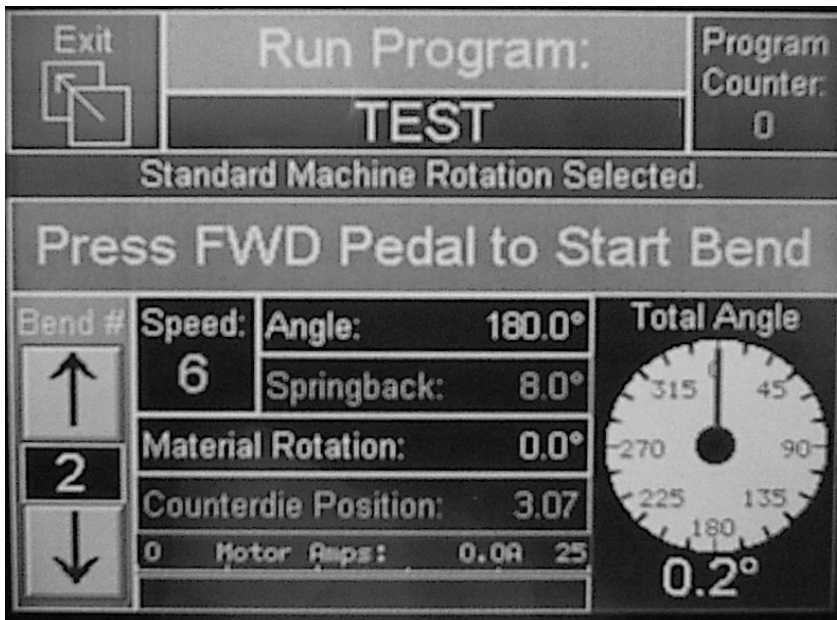 Exit
Run Program:
Program
Counter:
0
TEST
Standard Machine Rotation Selected.
Press FWD Pedal to Start Bend
Bend #
2
Speed:
6
Angle: 180.0°
Springback: 8.0°
Material Rotation: 0.0°
Counterdie Position: 3.07
0 Motor Amps: 0.0A 25
Total Angle
0
45
90
135
180
225
270
315
0.2°